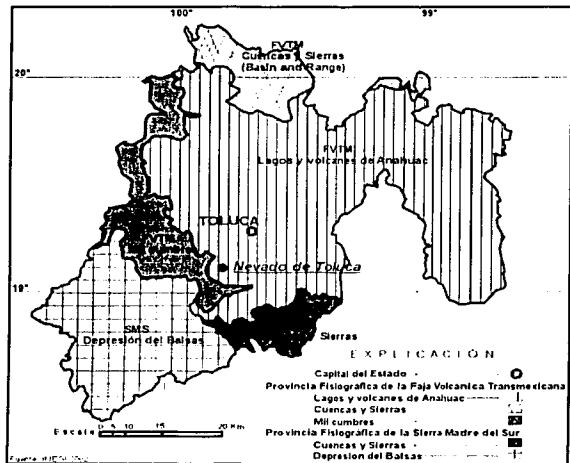 100°
99°
20°
FVTM
Cuencas y Sierras
(Basin and Range)
FVTM
Lagos y volcanes de Anahuac
TOLUCA
Nevado de Toluca
19°
SMS
Depresión del Balsas
Sierras
EXPLICACIÓN
Capital del Estado
Provincia Fisiográfica de la Faja Volcánica Transmexicana
Lagos y volcanes de Anahuac
Cuencas y Sierras
Mil cumbres
Provincia Fisiográfica de la Sierra Madre del Sur
Cuencas y Sierras
Depresion del Balsas
Escala 0 5 10 15 20 Km
Fuente: